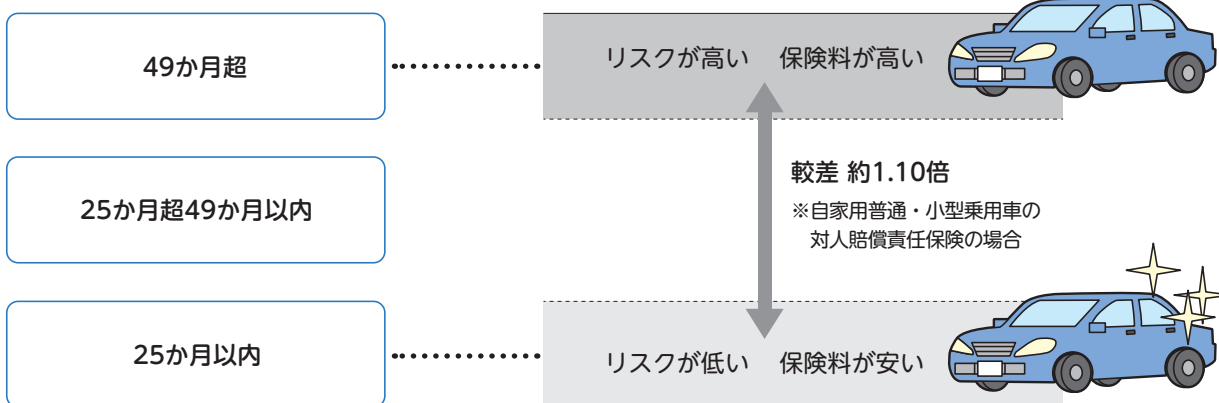 49か月超
リスクが高い 保険料が高い
較差 約1.10倍
※自家用普通・小型乗用車の
対人賠償責任保険の場合
25か月超49か月以内
25か月以内
リスクが低い 保険料が安い